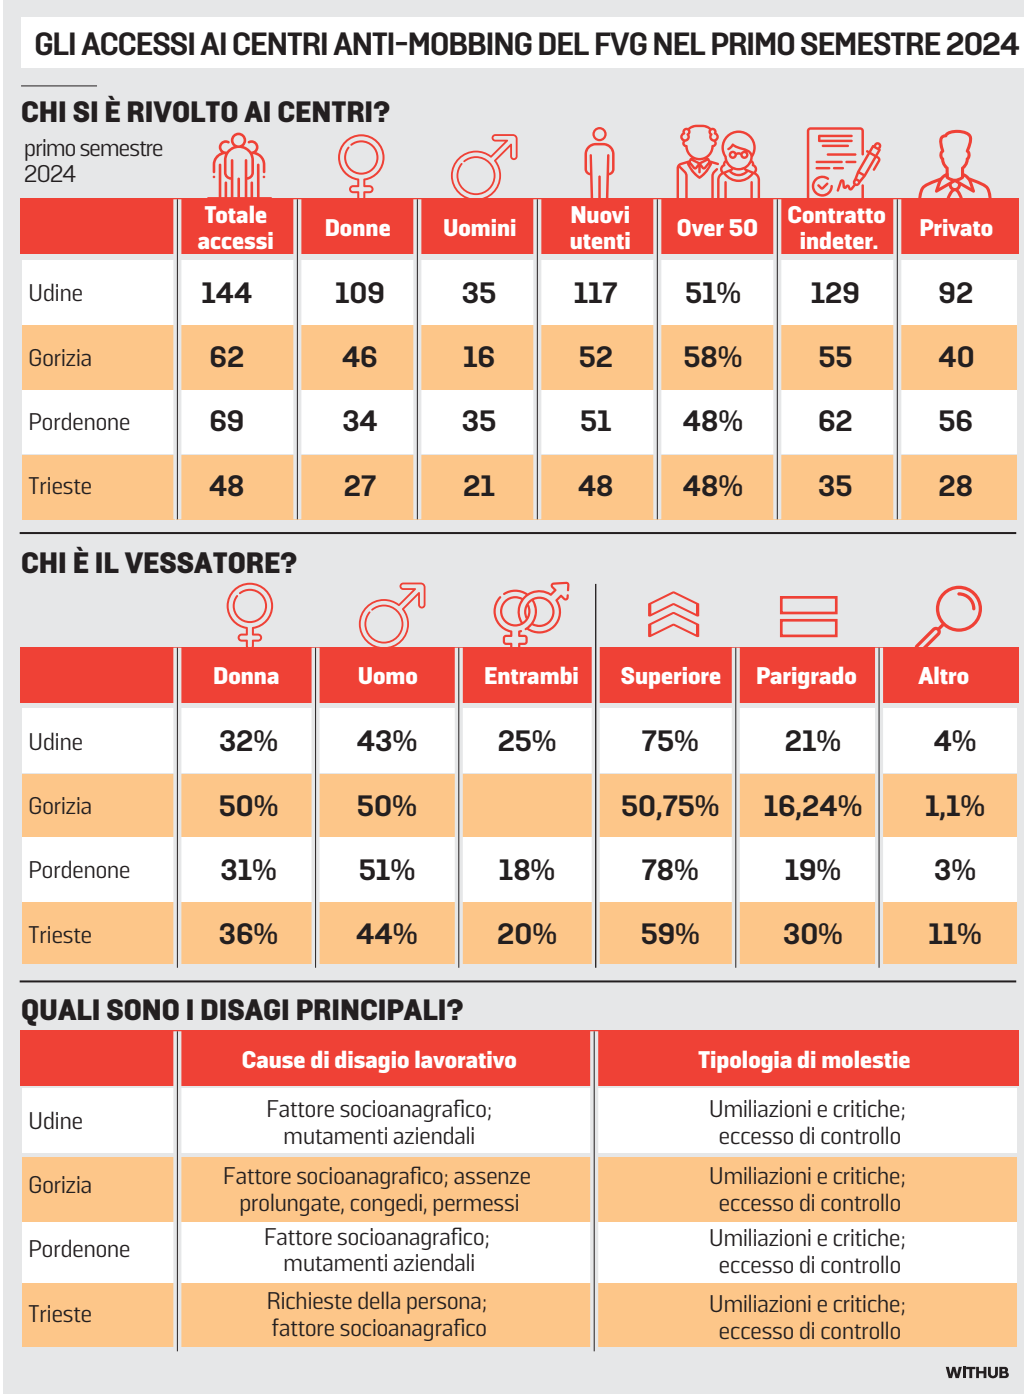 GLI ACCESSI AI CENTRI ANTI-MOBBING DEL FVG NEL PRIMO SEMESTRE 2024
CHI SI È RIVOLTO AI CENTRI?
primo semestre
2024
Totale accessi Donne Uomini Nuovi utenti Over 50 Contratto indeter. Privato
Udine 144 109 35 117 51% 129 92
Gorizia 62 46 16 52 58% 55 40
Pordenone 69 34 35 51 48% 62 56
Trieste 48 27 21 48 48% 35 28
CHI È IL VESSATORE?
Donna Uomo Entrambi Superiore Parigrado Altro
Udine 32% 43% 25% 75% 21% 4%
Gorizia 50% 50% 50,75% 16,24% 1,1%
Pordenone 31% 51% 18% 78% 19% 3%
Trieste 36% 44% 20% 59% 30% 11%
QUALI SONO I DISAGI PRINCIPALI?
Cause di disagio lavorativo Tipologia di molestie
Udine
Fattore socioanagrafico;
mutamenti aziendali
Umiliazioni e critiche;
eccesso di controllo
Gorizia
Fattore socioanagrafico; assenze
prolungate, congedi, permessi
Umiliazioni e critiche;
eccesso di controllo
Pordenone
Fattore socioanagrafico;
mutamenti aziendali
Umiliazioni e critiche;
eccesso di controllo
Trieste
Richieste della persona;
fattore socioanagrafico
Umiliazioni e critiche;
eccesso di controllo
WITHUB